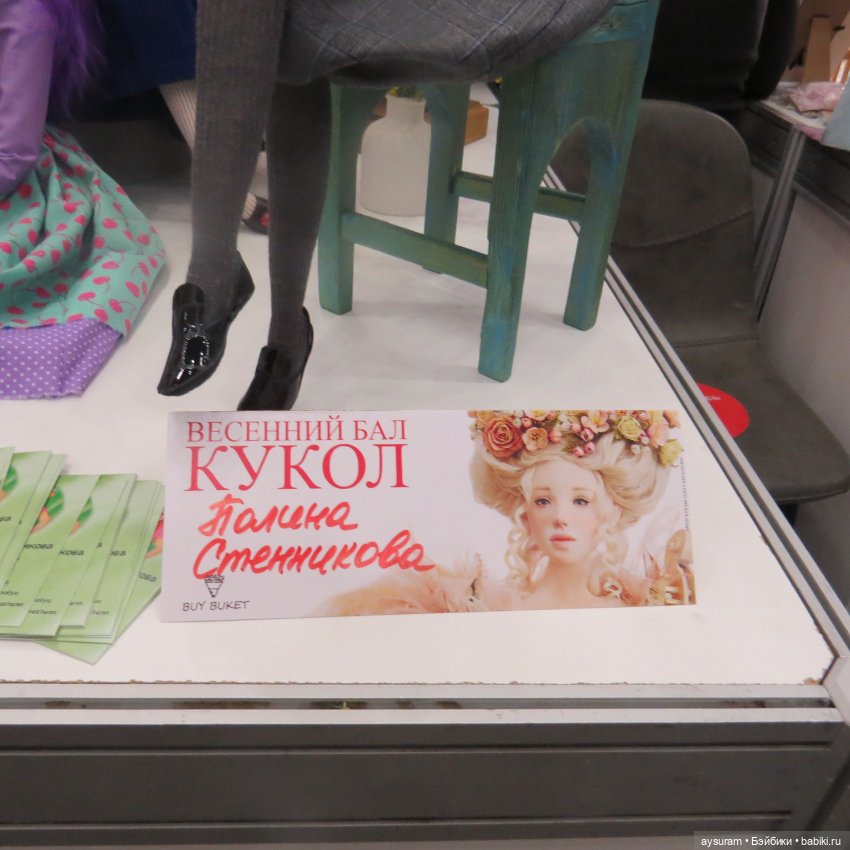 ВЕСЕННИЙ БАЛ
КУКОЛ
Полина
Стенникова
BUY BUKET
aysuram • Бэйбики • babiki.ru